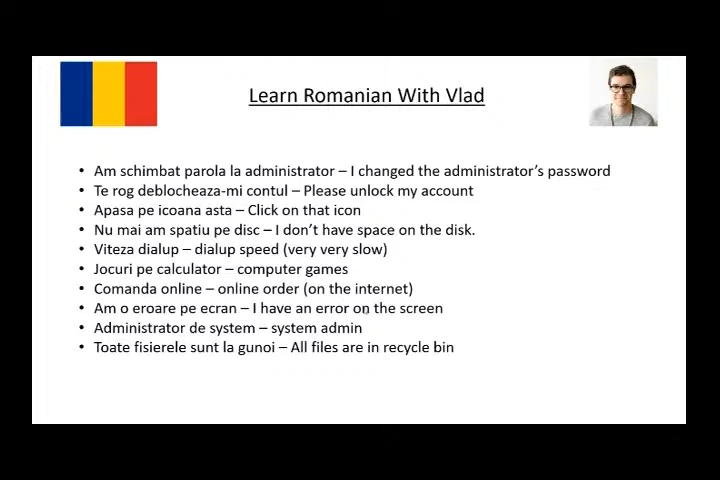 Learn Romanian With Vlad
• Am schimbat parola la administrator – I changed the administrator's password
• Te rog deblocheaza-mi contul – Please unlock my account
• Apasa pe icoana asta – Click on that icon
• Nu mai am spatiu pe disc – I don't have space on the disk.
• Viteza dialup – dialup speed (very very slow)
• Jocuri pe calculator – computer games
• Comanda online – online order (on the internet)
• Am o eroare pe ecran – I have an error on the screen
• Administrator de system – system admin
• Toate fisierele sunt la gunoi – All files are in recycle bin